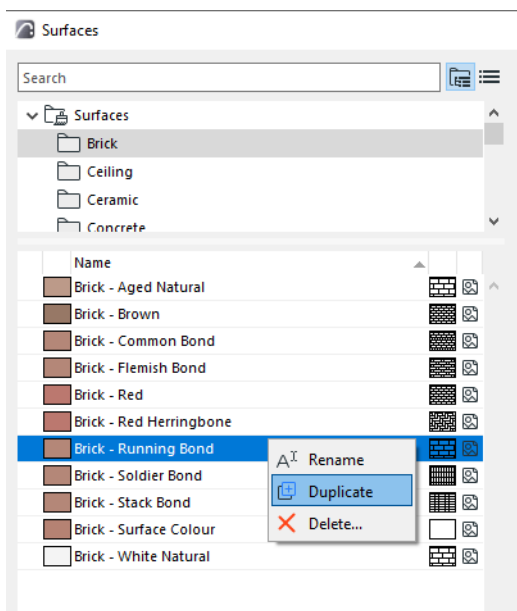 Surfaces
Search
Surfaces
Brick
Ceiling
Ceramic
Concrete
Name
Brick - Aged Natural
Brick - Brown
Brick - Common Bond
Brick - Flemish Bond
Brick - Red
Brick - Red Herringbone
Brick - Running Bond
Rename
Brick - Soldier Bond
Duplicate
Brick - Stack Bond
Delete...
Brick - Surface Colour
Brick - White Natural